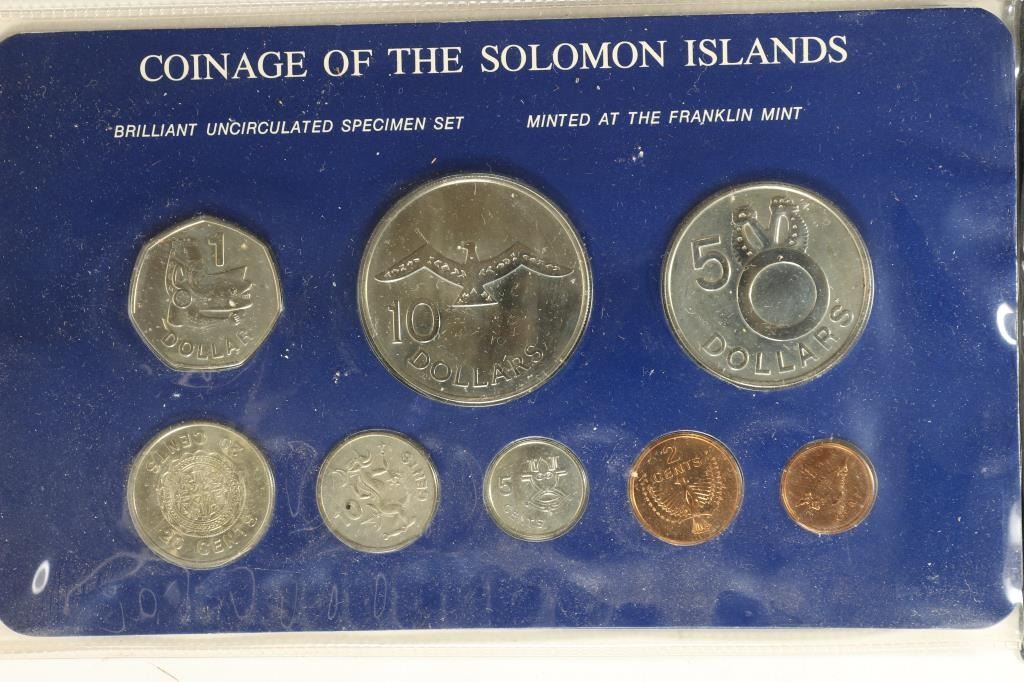 COINAGE OF THE SOLOMON ISLANDS
BRILLIANT UNCIRCULATED SPECIMEN SET MINTED AT THE FRANKLIN MINT
1
DOLLAR
10
DOLLARS
5
DOLLARS
20 CENTS
20 CENTS
CENTS
5
CENTS
2
CENTS